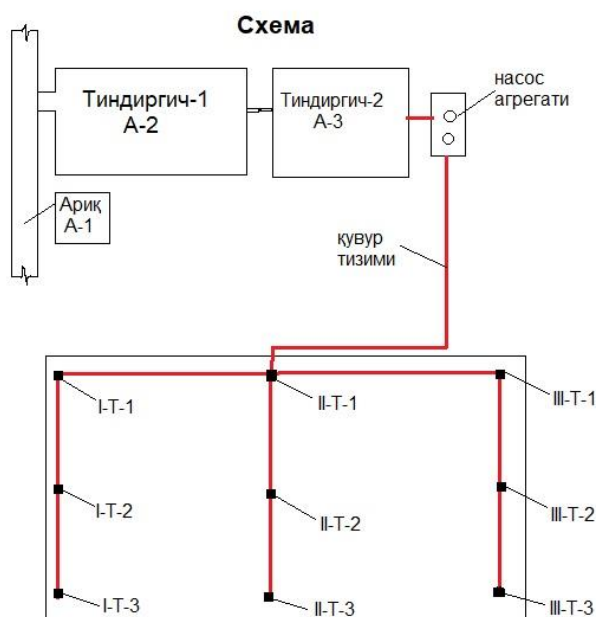 Схема
Тиндиргич-1
А-2
Тиндиргич-2
А-3
насос
агрегати
Ариқ
А-1
қувур
тизими
I-T-1
II-T-1
III-T-1
I-T-2
II-T-2
III-T-2
I-T-3
II-T-3
III-T-3